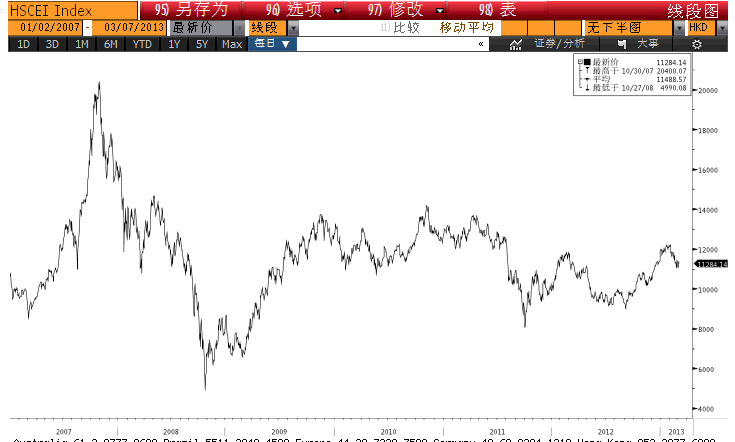 HSCEI Index 95) 另存为 96) 选项 97) 修改 98) 表 线段图
01/02/2007 - 03/07/2013 最新价 线段 11) 比较 移动平均 无下半图 HKD
1D 3D 1M 6M YTD 1Y 5Y Max 每日 ▼ « 证券/分析 大事
最新价 11284.14
最高于 10/30/07 20400.07
平均 11488.57
最低于 10/27/08 4990.08
20000
18000
16000
14000
12000
11284.14
10000
8000
6000
4000
2007 2008 2009 2010 2011 2012 2013